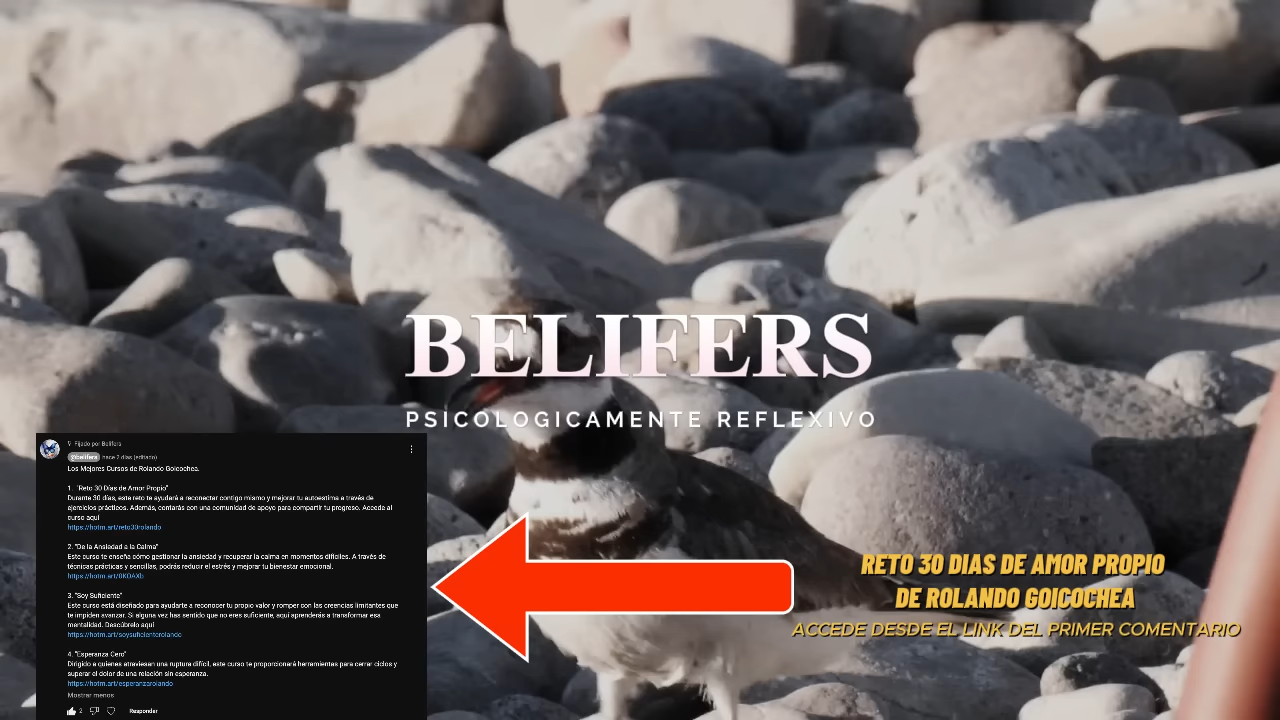 BELIFERS
PSICOLOGICAMENTE REFLEXIVO
Fijado por Belifers
@belifers hace 2 días (editado)
Los Mejores Cursos de Rolando Goicochea.
1. "Reto 30 Días de Amor Propio"
Durante 30 días, este reto te ayudará a reconectar contigo mismo y mejorar tu autoestima a través de
ejercicios prácticos. Además, contarás con una comunidad de apoyo para compartir tu progreso. Accede al
curso aquí
https://hotm.art/reto30rolando
2. "De la Ansiedad a la Calma"
Este curso te enseña cómo gestionar la ansiedad y recuperar la calma en momentos difíciles. A través de
técnicas prácticas y sencillas, podrás reducir el estrés y mejorar tu bienestar emocional.
https://hotm.art/0KOAXb
3. "Soy Suficiente"
Este curso está diseñado para ayudarte a reconocer tu propio valor y romper con las creencias limitantes que
te impiden avanzar. Si alguna vez has sentido que no eres suficiente, aquí aprenderás a transformar esa
mentalidad. Descúbrelo aquí
https://hotm.art/soysuficienterolando
4. "Esperanza Cero"
Dirigido a quienes atraviesan una ruptura difícil, este curso te proporcionará herramientas para cerrar ciclos y
superar el dolor de una relación sin esperanza.
https://hotm.art/esperanzarolando
Mostrar menos
2 Responder
RETO 30 DIAS DE AMOR PROPIO
DE ROLANDO GOICOCHEA
ACCEDE DESDE EL LINK DEL PRIMER COMENTARIO